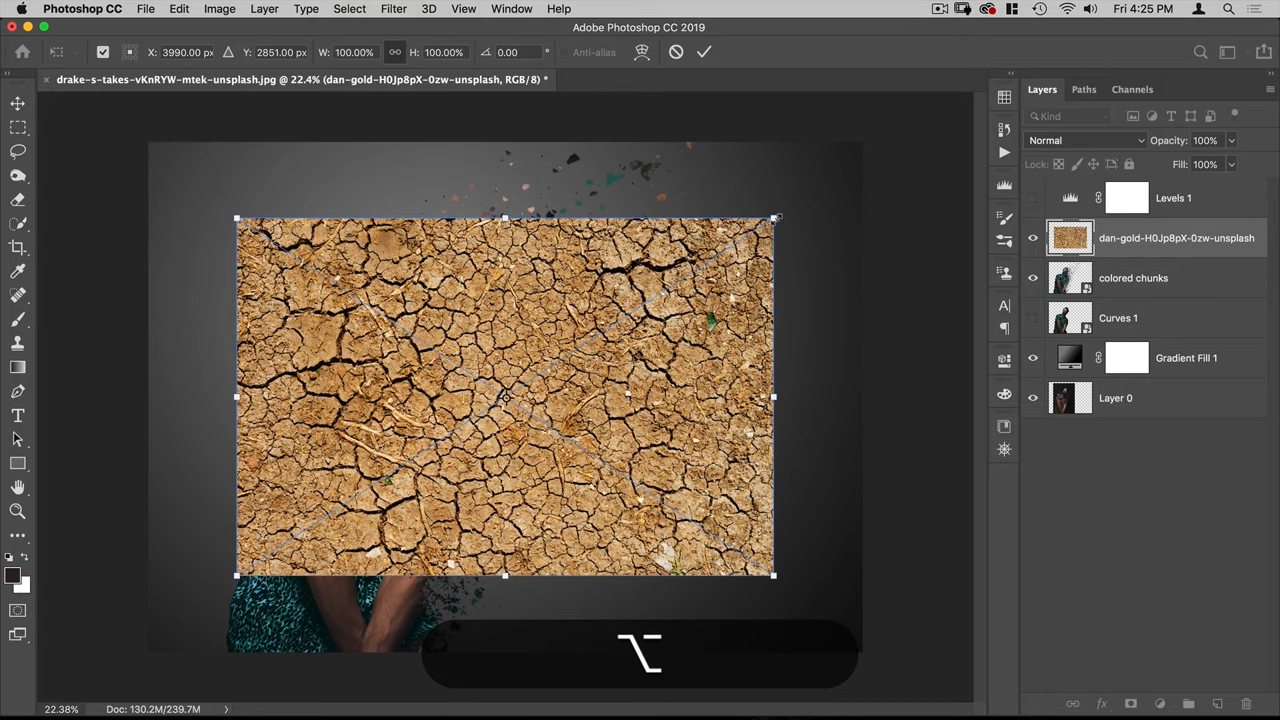 Photoshop CC File Edit Image Layer Type Select Filter 3D View Window Help Fri 4:25 PM
Adobe Photoshop CC 2019
X: 3990.00 px Y: 2851.00 px W: 100.00% H: 100.00% 0.00 ° Anti-alias
× drake-s-takes-vKnRYW-mtek-unsplash.jpg @ 22.4% (dan-gold-H0Jp8pX-0zw-unsplash, RGB/8) *
Layers Paths Channels
Kind
Normal Opacity: 100%
Lock: Fill: 100%
Levels 1
dan-gold-H0Jp8pX-0zw-unsplash
colored chunks
Curves 1
Gradient Fill 1
Layer 0
⌥
22.38% Doc: 130.2M/239.7M